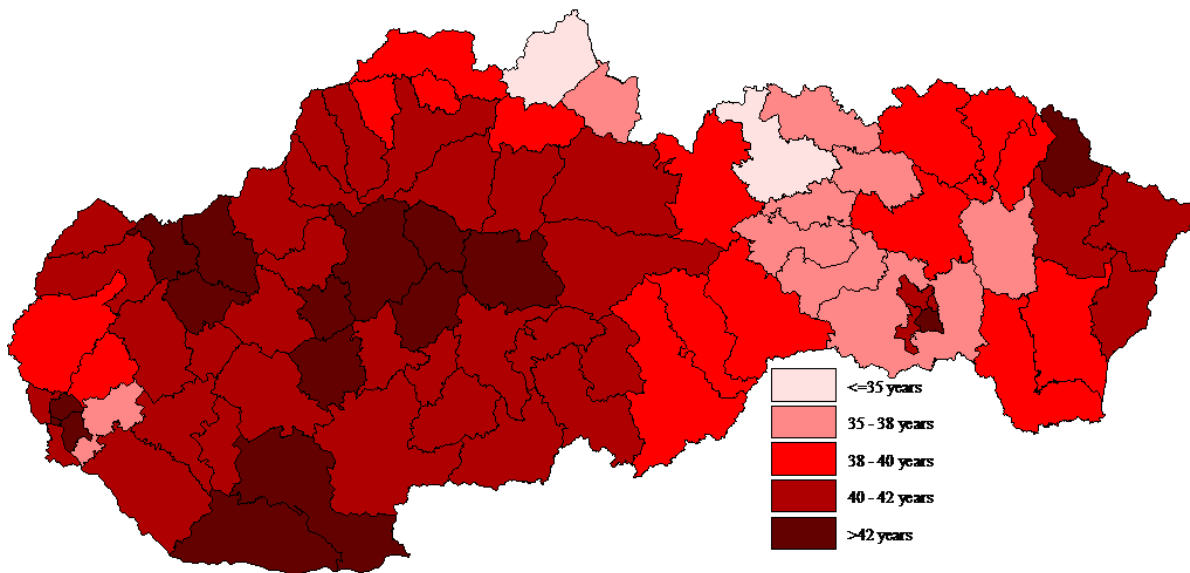 <=35 years
35 - 38 years
38 - 40 years
40 - 42 years
>42 years